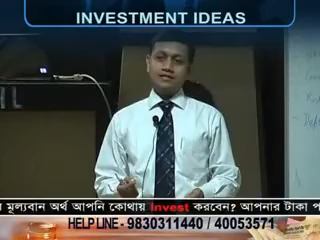 INVESTMENT IDEAS
মূল্যবান অর্থ আপনি কোথায় invest করবেন? আপনার টাকা
HELP LINE - 9830311440 / 40053571